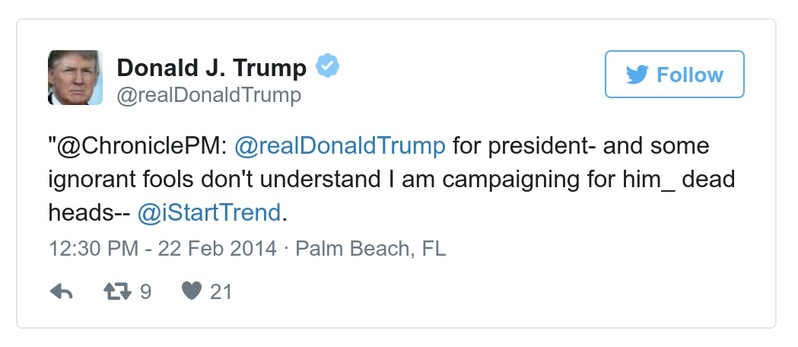 Donald J. Trump
@realDonaldTrump
Follow
"@ChroniclePM: @realDonaldTrump for president- and some
ignorant fools don't understand I am campaigning for him_ dead
heads-- @iStartTrend.
12:30 PM - 22 Feb 2014 · Palm Beach, FL
9 21